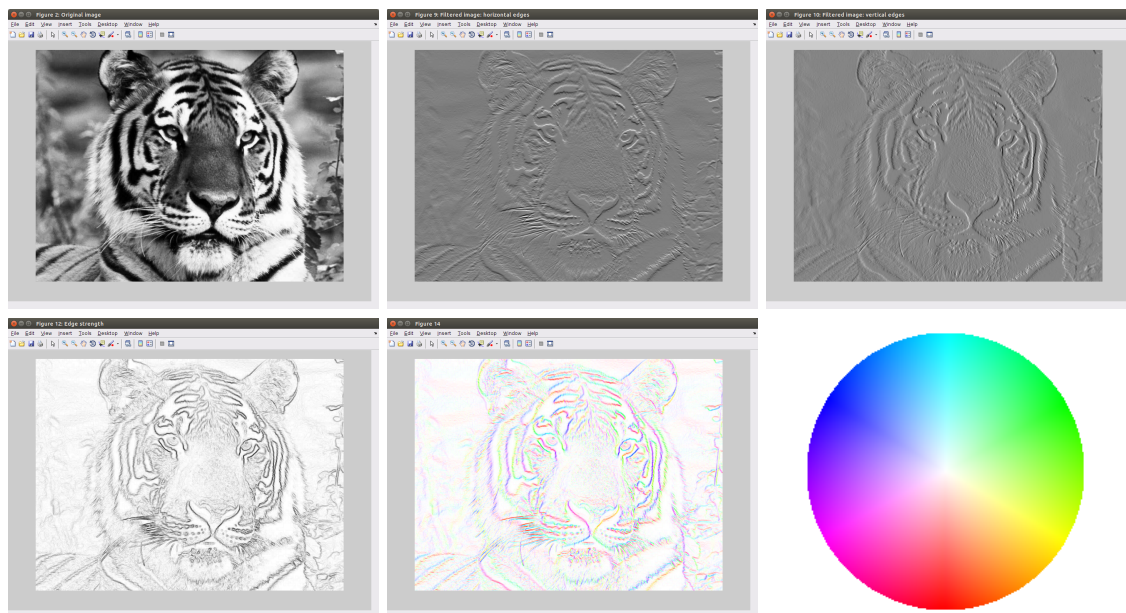 Figure 2: Original image
File Edit View Insert Tools Desktop Window Help
Figure 9: Filtered image: horizontal edges
File Edit View Insert Tools Desktop Window Help
Figure 10: Filtered image: vertical edges
File Edit View Insert Tools Desktop Window Help
Figure 12: Edge strength
File Edit View Insert Tools Desktop Window Help
Figure 14
File Edit View Insert Tools Desktop Window Help